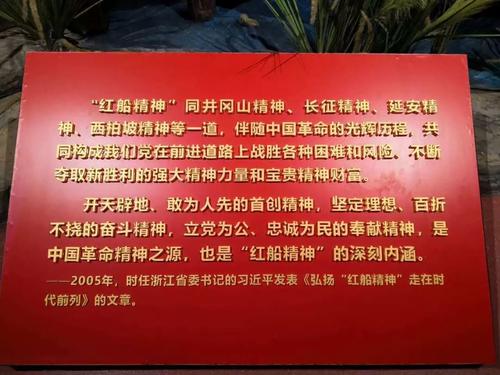 “红船精神”同井冈山精神、长征精神、延安精
神、西柏坡精神等一道，伴随中国革命的光辉历程，共
同构成我们党在前进道路上战胜各种困难和风险、不断
夺取新胜利的强大精神力量和宝贵精神财富。
开天辟地、敢为人先的首创精神，坚定理想、百折
不挠的奋斗精神，立党为公、忠诚为民的奉献精神，是
中国革命精神之源，也是“红船精神”的深刻内涵。
——2005年，时任浙江省委书记的习近平发表《弘扬“红船精神”走在时
代前列》的文章。